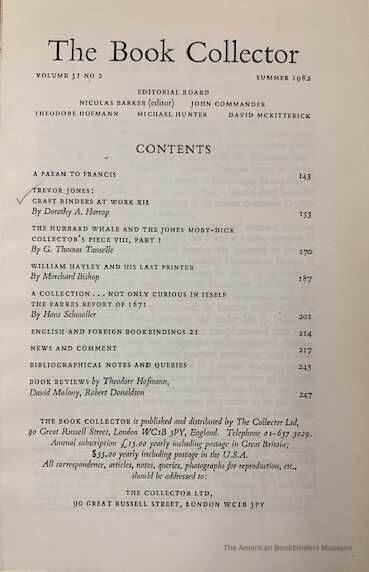 The Book Collector
VOLUME 31 NO 2 SUMMER 1982
EDITORIAL BOARD
NICOLAS BARKER (editor) JOHN COMMANDER
THEODORE HOFMANN MICHAEL HUNTER DAVID MCKITTERICK
CONTENTS
A PAEAN TO FRANCIS 143
TREVOR JONES:
CRAFT BINDERS AT WORK XII
By Dorothy A. Harrop 153
THE HUBBARD WHALE AND THE JONES MOBY-DICK
COLLECTOR'S PIECE VIII, PART I
By G. Thomas Tanselle 170
WILLIAM HAYLEY AND HIS LAST PRINTER
By Morchard Bishop 187
A COLLECTION . . . NOT ONLY CURIOUS IN ITSELF
THE PARKES REPORT OF 1871
By Hans Schmoller 201
ENGLISH AND FOREIGN BOOKBINDINGS 21 214
NEWS AND COMMENT 217
BIBLIOGRAPHICAL NOTES AND QUERIES 243
BOOK REVIEWS by Theodore Hofmann,
David Molony, Robert Donaldson 247
THE BOOK COLLECTOR is published and distributed by The Collector Ltd,
90 Great Russell Street, London WC1B 3PY, England. Telephone 01-637 3029.
Annual subscription £15.00 yearly including postage in Great Britain;
$35.00 yearly including postage in the U.S.A.
All correspondence, articles, notes, queries, photographs for reproduction, etc.,
should be addressed to:
THE COLLECTOR LTD,
90 GREAT RUSSELL STREET, LONDON WC1B 3PY
The American Bookbinders Museum